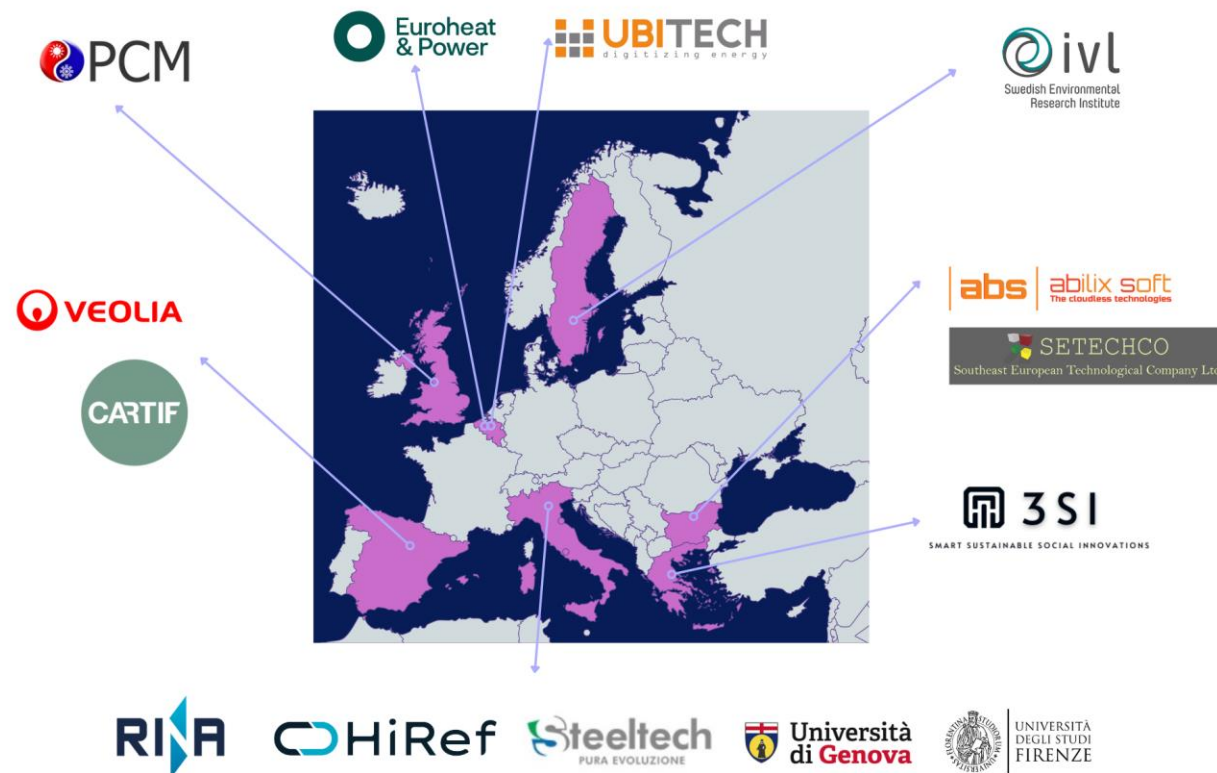 PCM
Euroheat
& Power
UBITECH
digitizing energy
ivl
Swedish Environmental
Research Institute
VEOLIA
CARTIF
abs
abilix soft
The cloudless technologies
SETECHCO
Southeast European Technological Company Ltd
3SI
SMART SUSTAINABLE SOCIAL INNOVATIONS
RINA
HiRef
Steeltech
PURA EVOLUZIONE
Università
di Genova
UNIVERSITÀ
DEGLI STUDI
FIRENZE